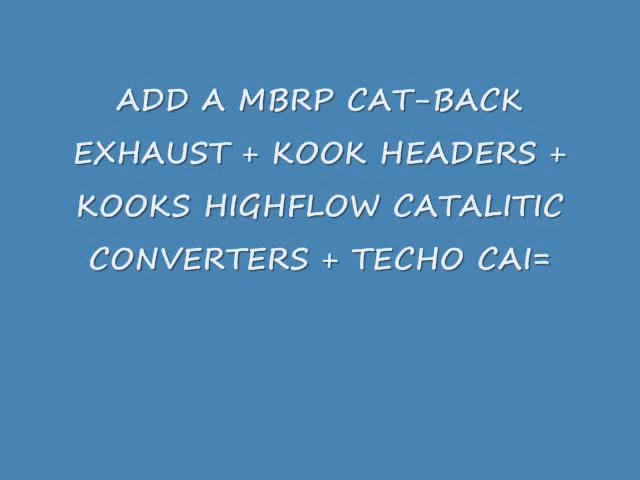 ADD A MBRP CAT-BACK
EXHAUST + KOOK HEADERS +
KOOKS HIGHFLOW CATALITIC
CONVERTERS + TECHO CAI=